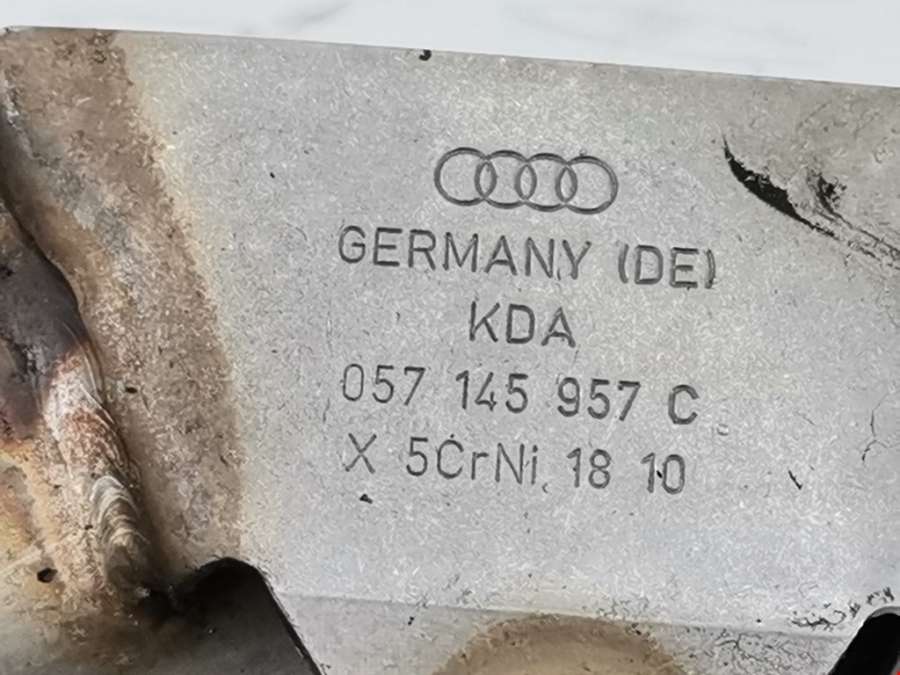 GERMANY (DE)
KDA
057 145 957 C
X 5CrNi 18 10